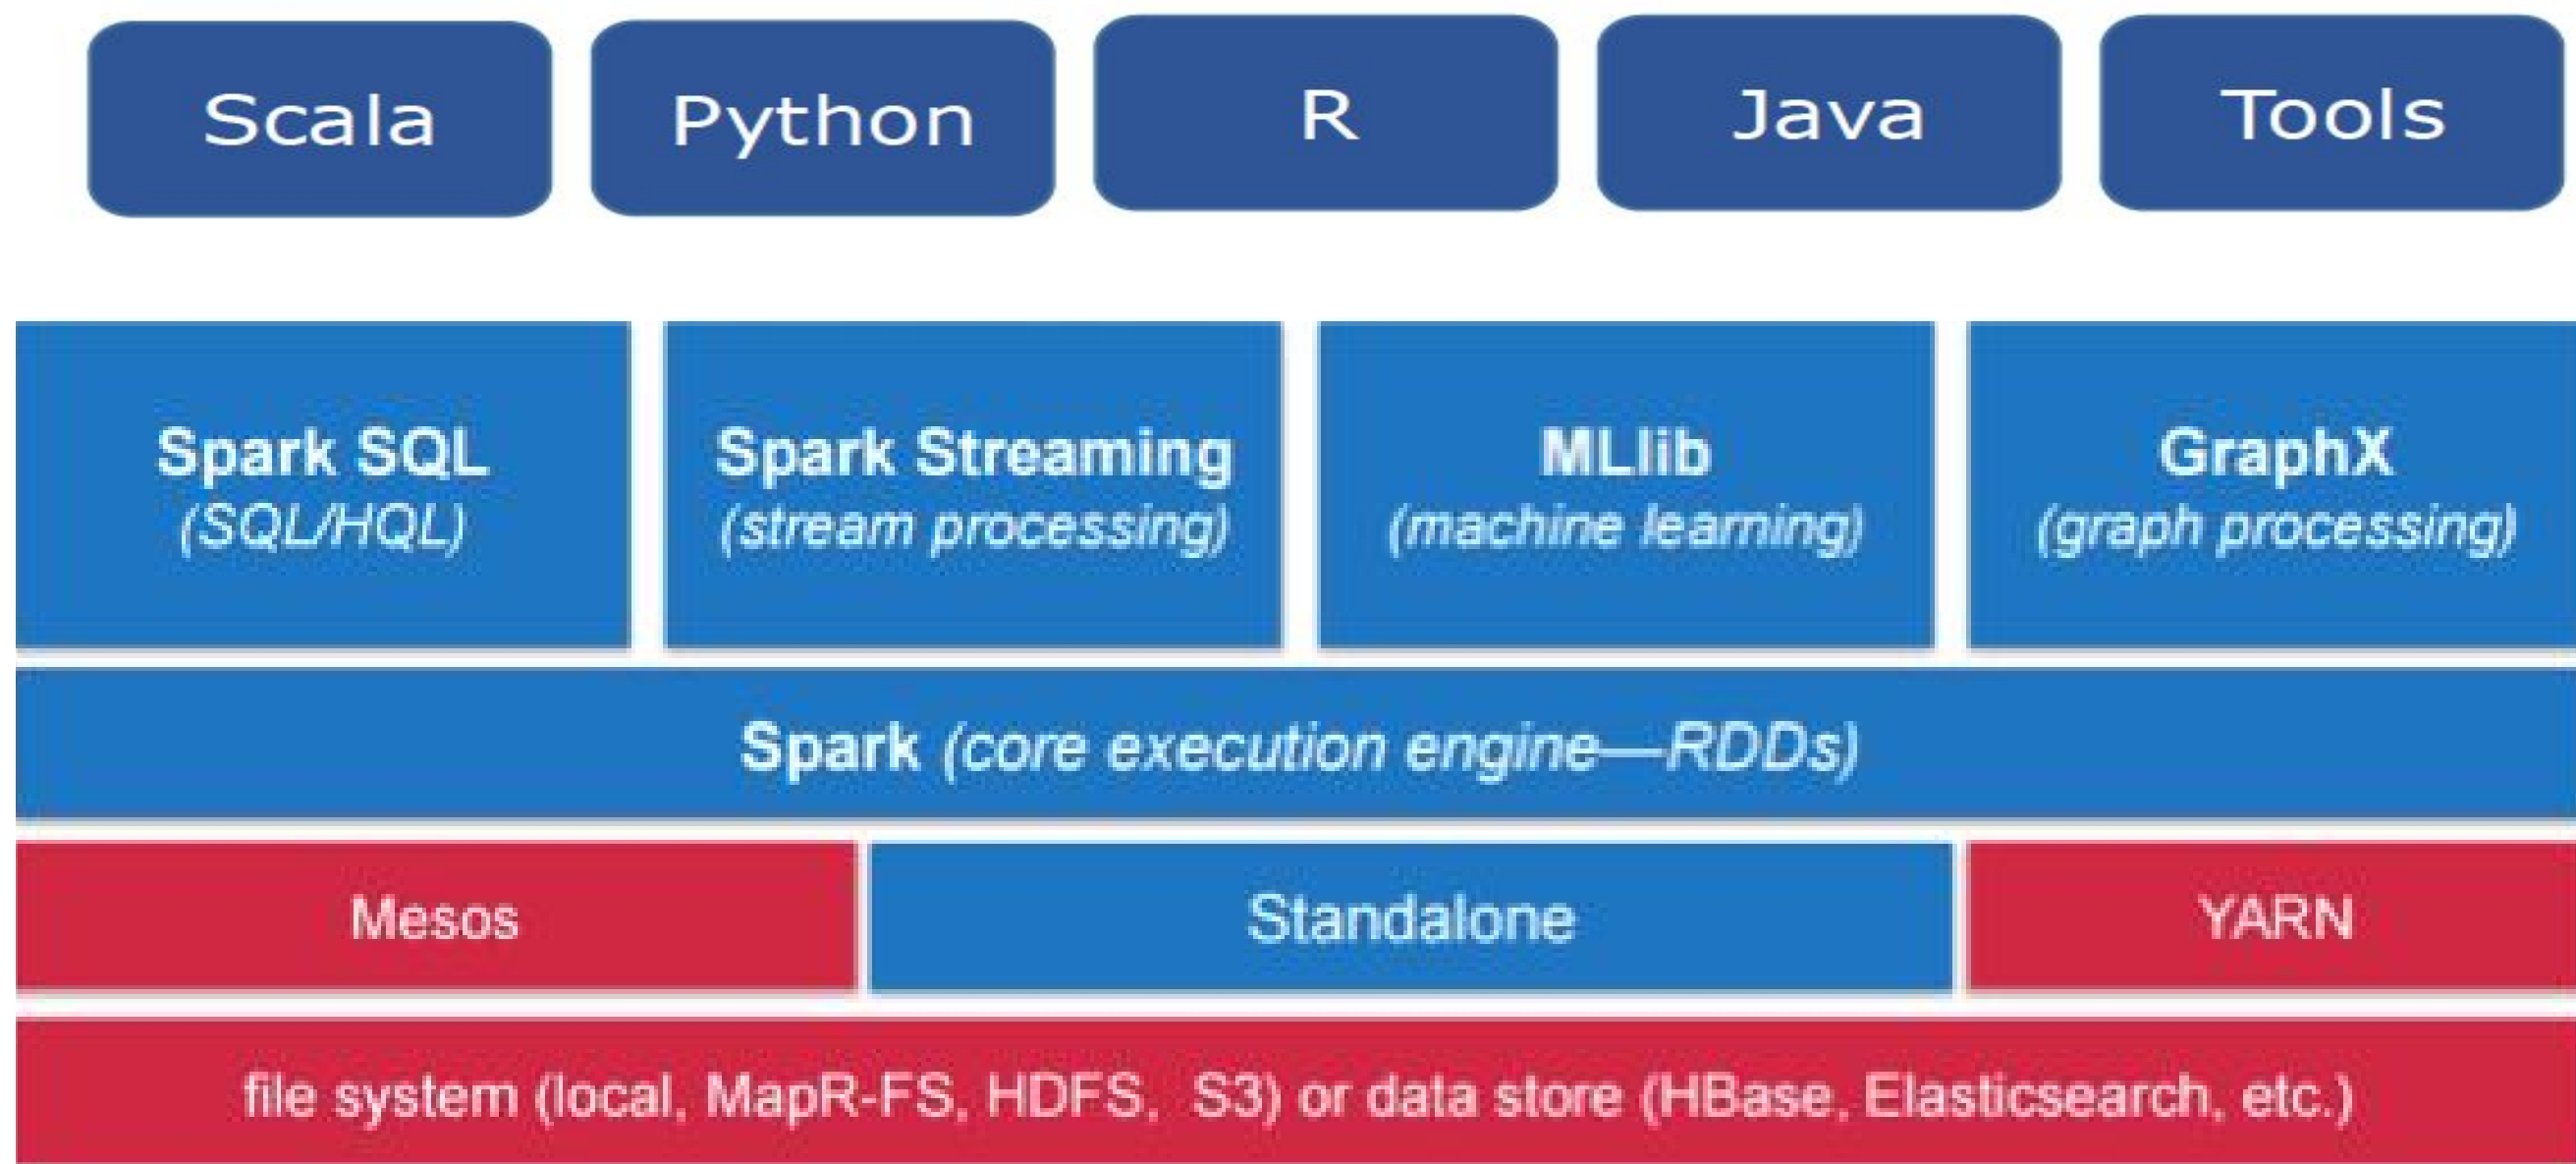 Scala
Python
R
Java
Tools
Spark SQL
(SQL/HQL)
Spark Streaming
(stream processing)
MLlib
(machine learning)
GraphX
(graph processing)
Spark (core execution engine—RDDs)
Mesos
Standalone
YARN
file system (local, MapR-FS, HDFS, S3) or data store (HBase, Elasticsearch, etc.)